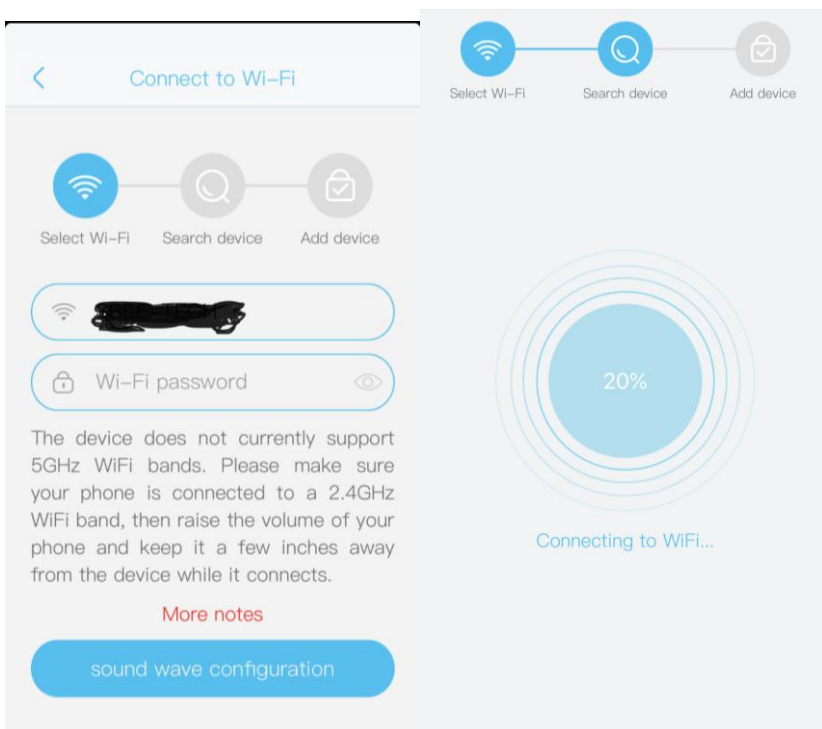 Connect to Wi-Fi
Select Wi-Fi
Search device
Add device
Wi-Fi password
The device does not currently support
5GHz WiFi bands. Please make sure
your phone is connected to a 2.4GHz
WiFi band, then raise the volume of your
phone and keep it a few inches away
from the device while it connects.
More notes
sound wave configuration
Select Wi-Fi
Search device
Add device
20%
Connecting to WiFi...